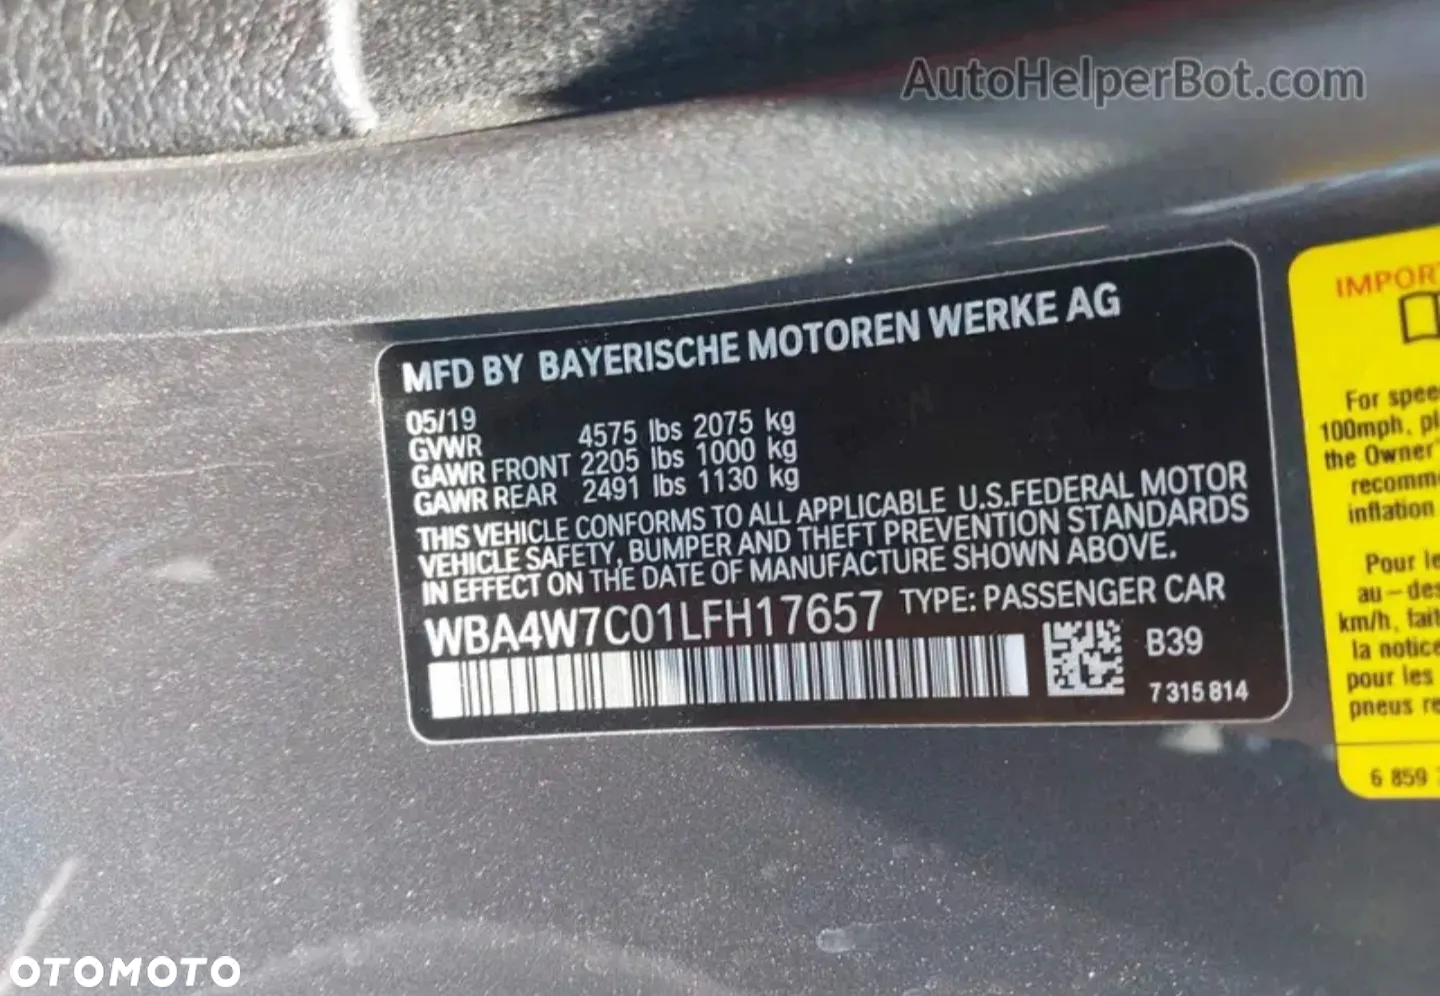 AutoHelperBot.com
MFD BY BAYERISCHE MOTOREN WERKE AG
05/19
GVWR 4575 lbs 2075 kg
GAWR FRONT 2205 lbs 1000 kg
GAWR REAR 2491 lbs 1130 kg
THIS VEHICLE CONFORMS TO ALL APPLICABLE U.S.FEDERAL MOTOR
VEHICLE SAFETY, BUMPER AND THEFT PREVENTION STANDARDS
IN EFFECT ON THE DATE OF MANUFACTURE SHOWN ABOVE.
WBA4W7C01LFH17657 TYPE: PASSENGER CAR
B39
7 315 814
IMPORT
For spee
100mph, pl
the Owner'
recomme
inflation
Pour le
au-des
km/h, fait
la notice
pour les
pneus re
6 859
OTOMOTO